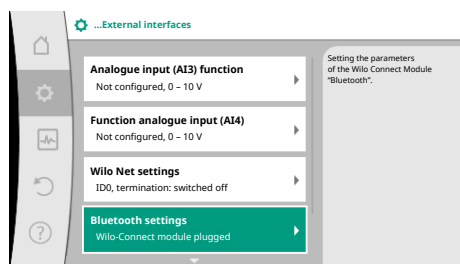 ...External interfaces
Analogue input (AI3) function
Not configured, 0 – 10 V
Function analogue input (AI4)
Not configured, 0 – 10 V
Wilo Net settings
ID0, termination: switched off
Bluetooth settings
Wilo-Connect module plugged
Setting the parameters
of the Wilo Connect Module
"Bluetooth".